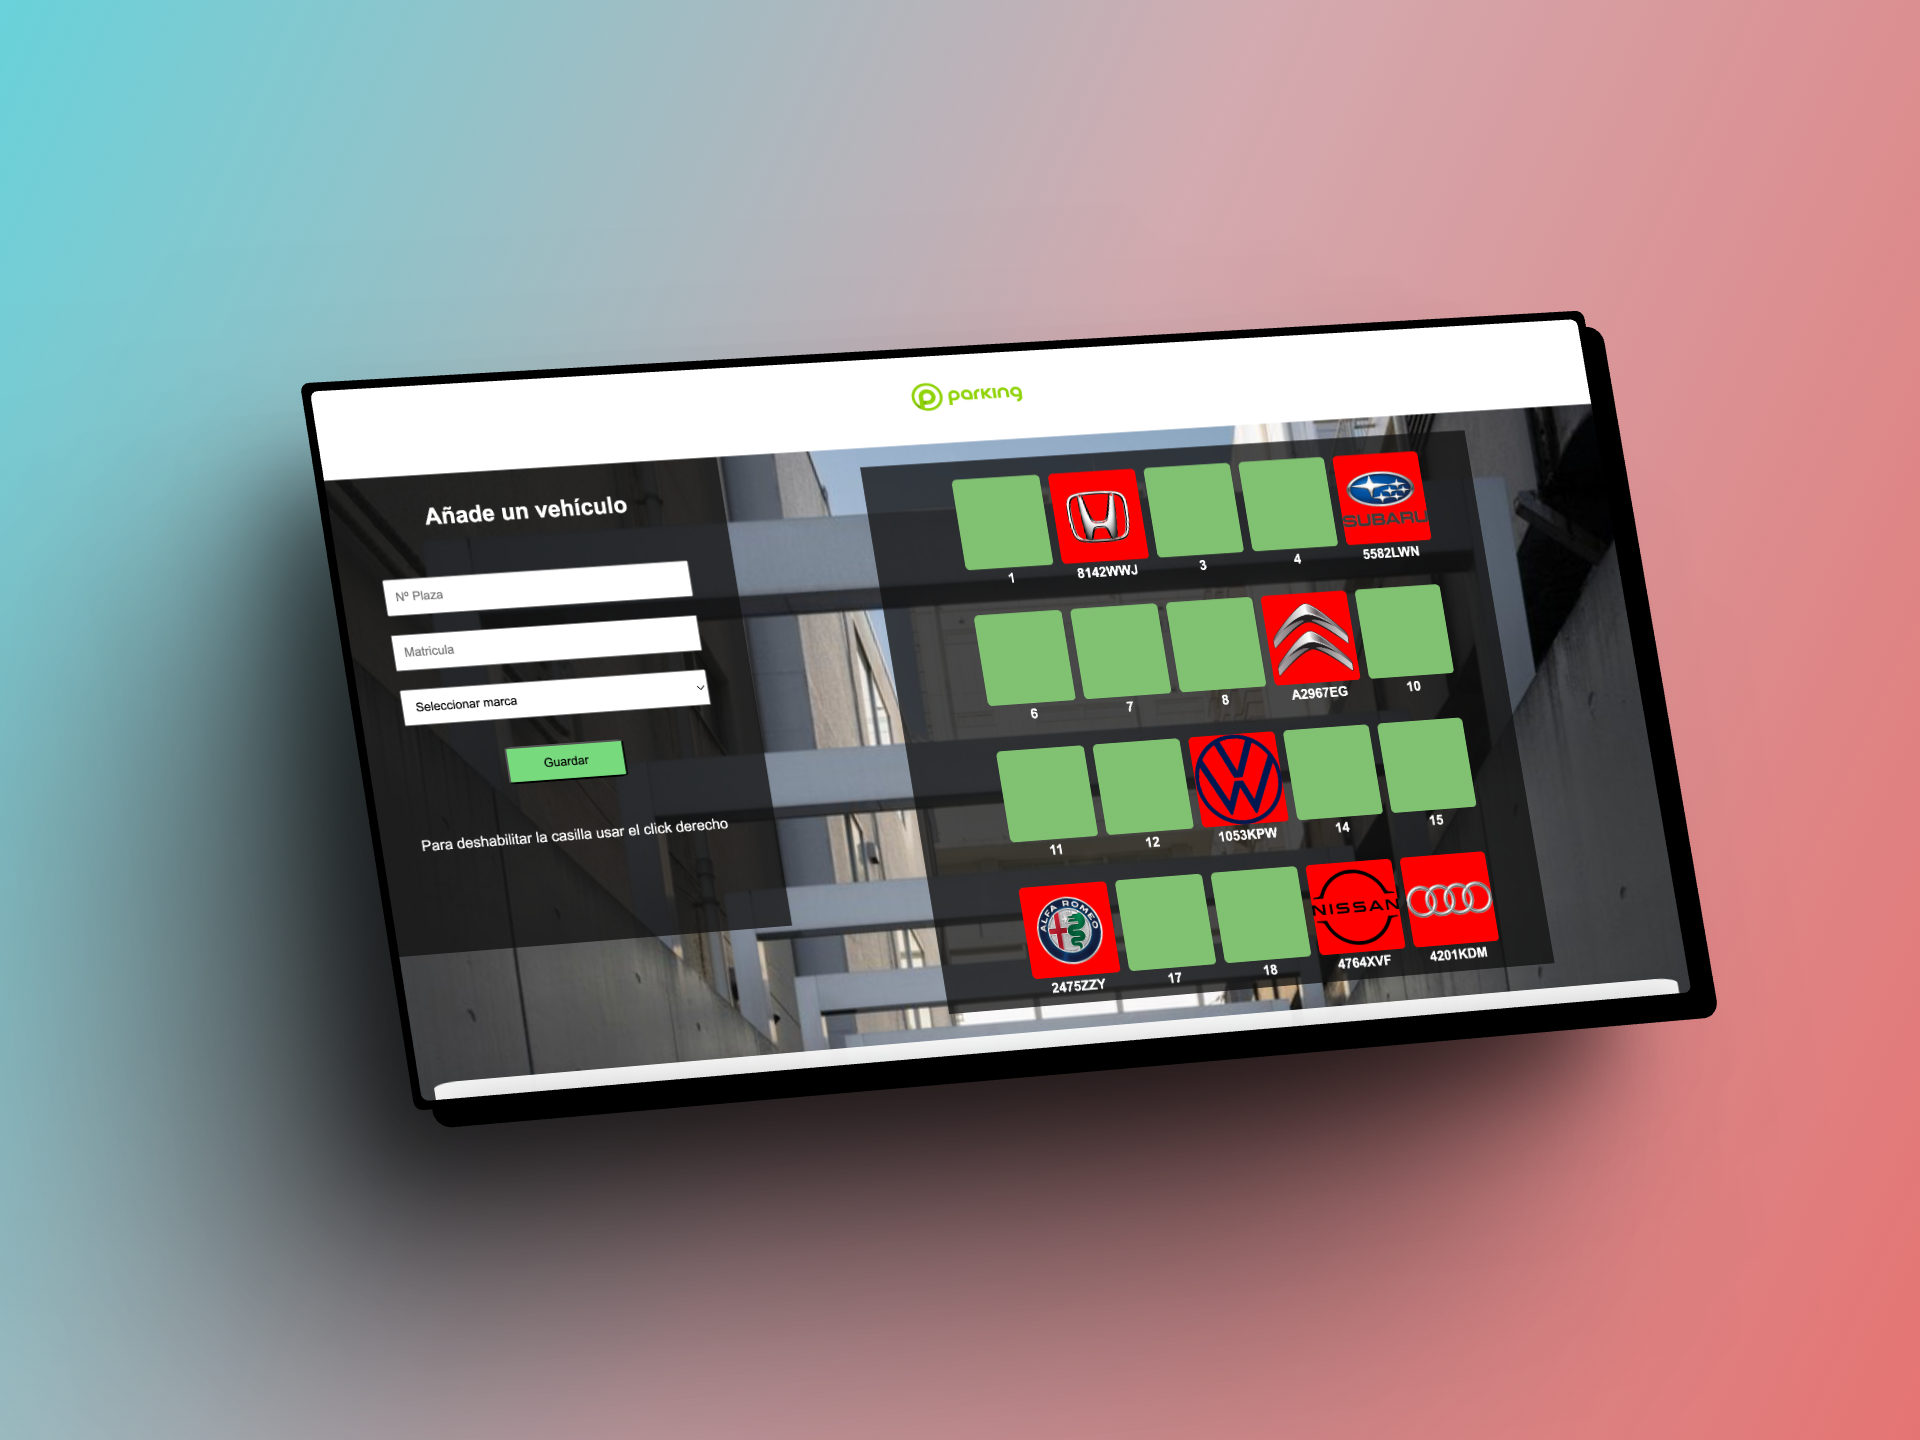 parking
Añade un vehículo
Nº Plaza
Matricula
Seleccionar marca
Guardar
Para deshabilitar la casilla usar el click derecho
SUBARU
1
8142WWJ
3
4
5582LWN
6
7
8
A2967EG
10
11
12
1053KPW
14
15
ALFA ROMEO
NISSAN
2475ZZY
17
18
4764XVF
4201KDM